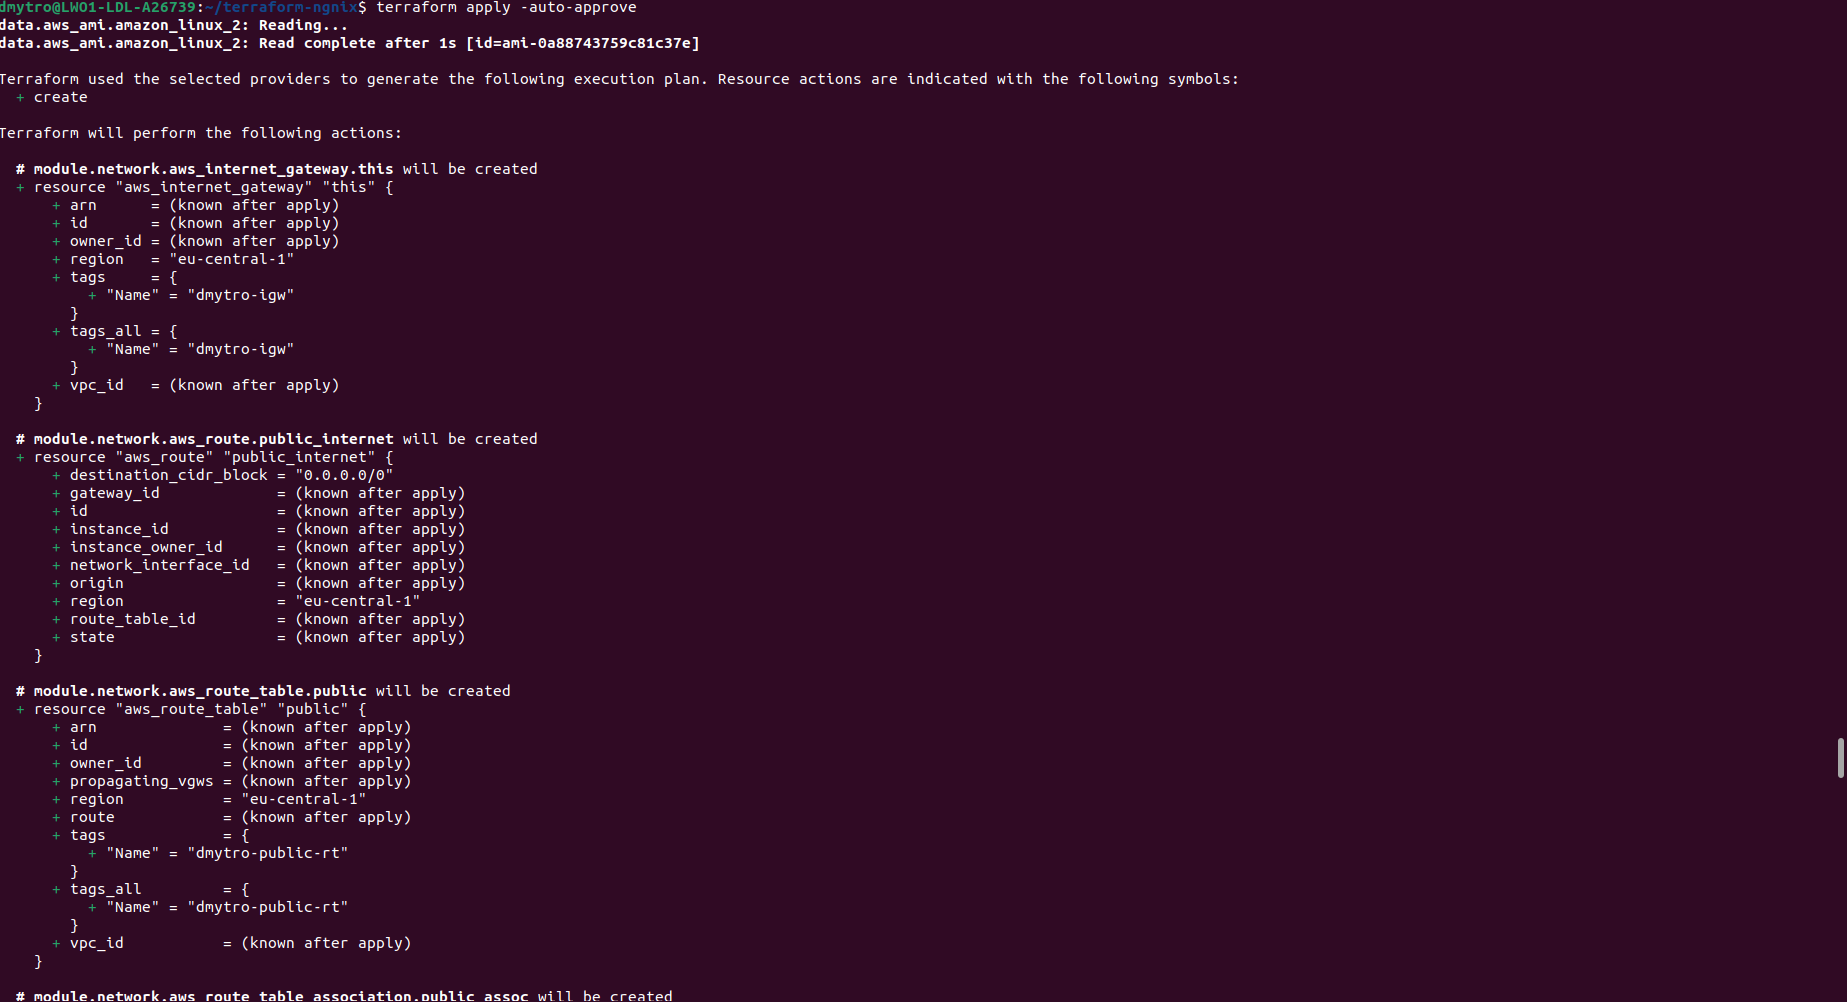 dmytro@LWO1-LDL-A26739:~/terraform-ngnix$ terraform apply -auto-approve
data.aws_ami.amazon_linux_2: Reading...
data.aws_ami.amazon_linux_2: Read complete after 1s [id=ami-0a88743759c81c37e]
Terraform used the selected providers to generate the following execution plan. Resource actions are indicated with the following symbols:
+ create
Terraform will perform the following actions:
# module.network.aws_internet_gateway.this will be created
+ resource "aws_internet_gateway" "this" {
+ arn = (known after apply)
+ id = (known after apply)
+ owner_id = (known after apply)
+ region = "eu-central-1"
+ tags = {
+ "Name" = "dmytro-igw"
}
+ tags_all = {
+ "Name" = "dmytro-igw"
}
+ vpc_id = (known after apply)
}
# module.network.aws_route.public_internet will be created
+ resource "aws_route" "public_internet" {
+ destination_cidr_block = "0.0.0.0/0"
+ gateway_id = (known after apply)
+ id = (known after apply)
+ instance_id = (known after apply)
+ instance_owner_id = (known after apply)
+ network_interface_id = (known after apply)
+ origin = (known after apply)
+ region = "eu-central-1"
+ route_table_id = (known after apply)
+ state = (known after apply)
}
# module.network.aws_route_table.public will be created
+ resource "aws_route_table" "public" {
+ arn = (known after apply)
+ id = (known after apply)
+ owner_id = (known after apply)
+ propagating_vgws = (known after apply)
+ region = "eu-central-1"
+ route = (known after apply)
+ tags = {
+ "Name" = "dmytro-public-rt"
}
+ tags_all = {
+ "Name" = "dmytro-public-rt"
}
+ vpc_id = (known after apply)
}
# module.network.aws_route_table_association.public_assoc will be created